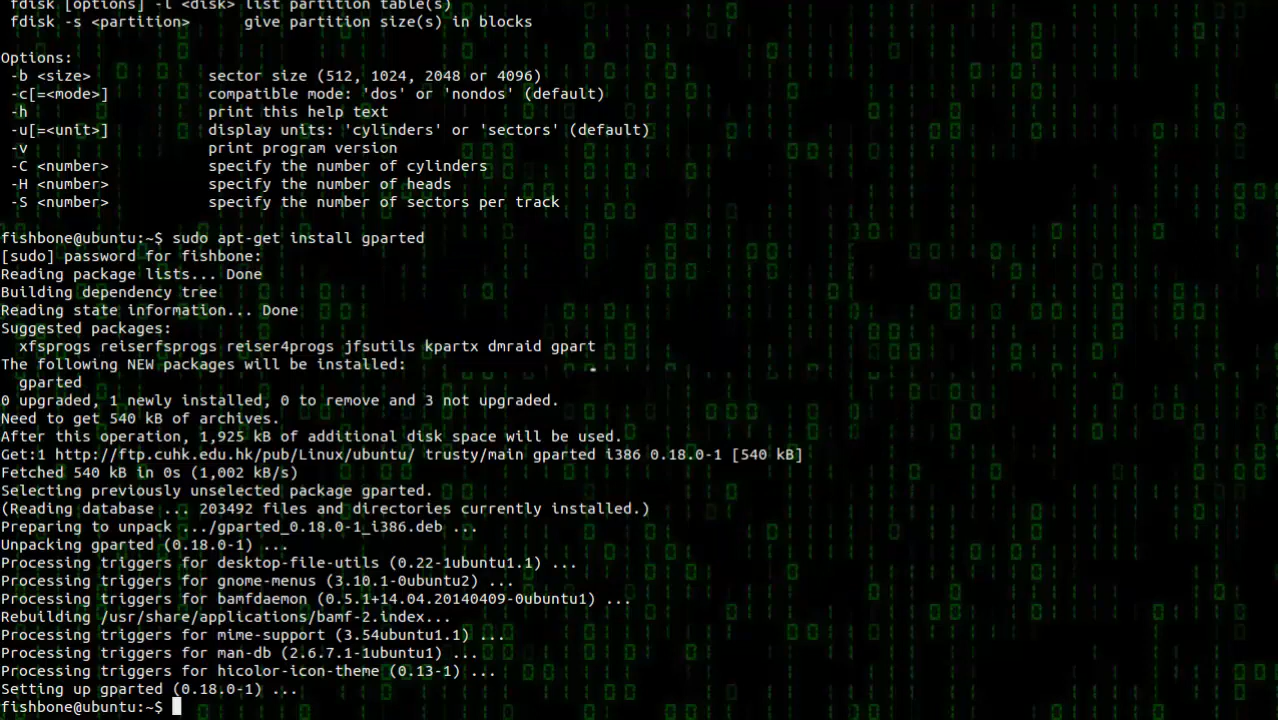 fdisk [options] -l <disk> list partition table(s)
fdisk -s <partition>      give partition size(s) in blocks
Options:
-b <size>             sector size (512, 1024, 2048 or 4096)
-c[=<mode>]           compatible mode: 'dos' or 'nondos' (default)
-h                    print this help text
-u[=<unit>]           display units: 'cylinders' or 'sectors' (default)
-v                    print program version
-C <number>           specify the number of cylinders
-H <number>           specify the number of heads
-S <number>           specify the number of sectors per track
fishbone@ubuntu:~$ sudo apt-get install gparted
[sudo] password for fishbone:
Reading package lists... Done
Building dependency tree
Reading state information... Done
Suggested packages:
xfsprogs reiserfsprogs reiser4progs jfsutils kpartx dmraid gpart
The following NEW packages will be installed:
gparted
0 upgraded, 1 newly installed, 0 to remove and 3 not upgraded.
Need to get 540 kB of archives.
After this operation, 1,925 kB of additional disk space will be used.
Get:1 http://ftp.cuhk.edu.hk/pub/Linux/ubuntu/ trusty/main gparted i386 0.18.0-1 [540 kB]
Fetched 540 kB in 0s (1,002 kB/s)
Selecting previously unselected package gparted.
(Reading database ... 203492 files and directories currently installed.)
Preparing to unpack .../gparted_0.18.0-1_i386.deb ...
Unpacking gparted (0.18.0-1) ...
Processing triggers for desktop-file-utils (0.22-1ubuntu1.1) ...
Processing triggers for gnome-menus (3.10.1-0ubuntu2) ...
Processing triggers for bamfdaemon (0.5.1+14.04.20140409-0ubuntu1) ...
Rebuilding /usr/share/applications/bamf-2.index...
Processing triggers for mime-support (3.54ubuntu1.1) ...
Processing triggers for man-db (2.6.7.1-1ubuntu1) ...
Processing triggers for hicolor-icon-theme (0.13-1) ...
Setting up gparted (0.18.0-1) ...
fishbone@ubuntu:~$